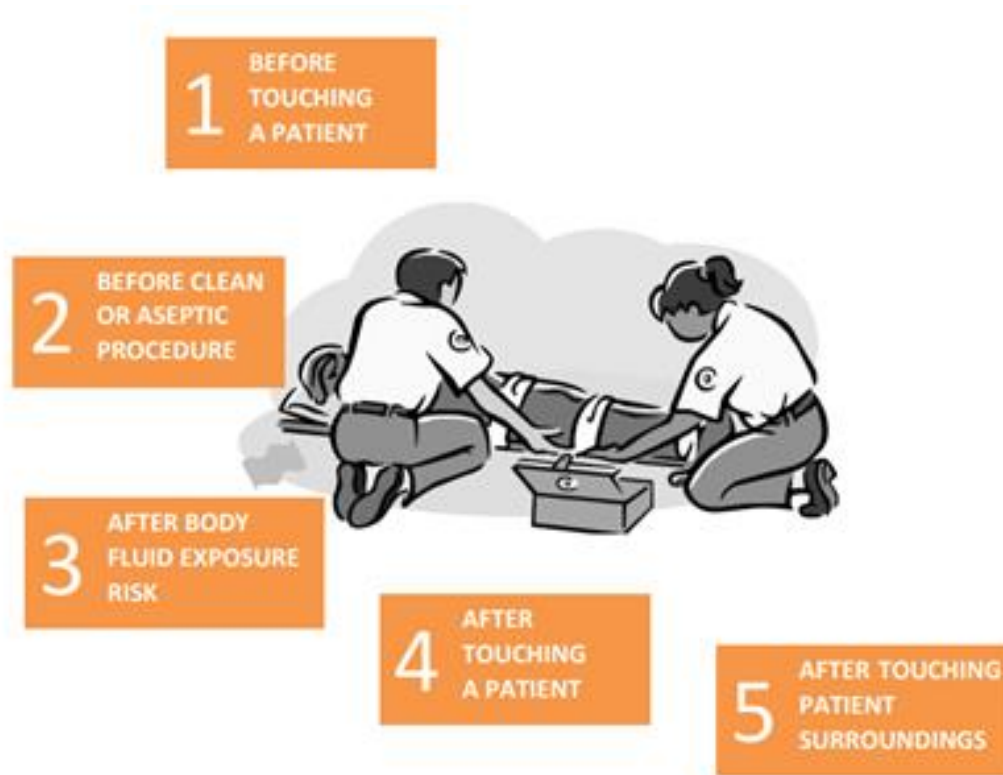 1
BEFORE
TOUCHING
A PATIENT
2
BEFORE CLEAN
OR ASEPTIC
PROCEDURE
3
AFTER BODY
FLUID EXPOSURE
RISK
4
AFTER
TOUCHING
A PATIENT
5
AFTER TOUCHING
PATIENT
SURROUNDINGS